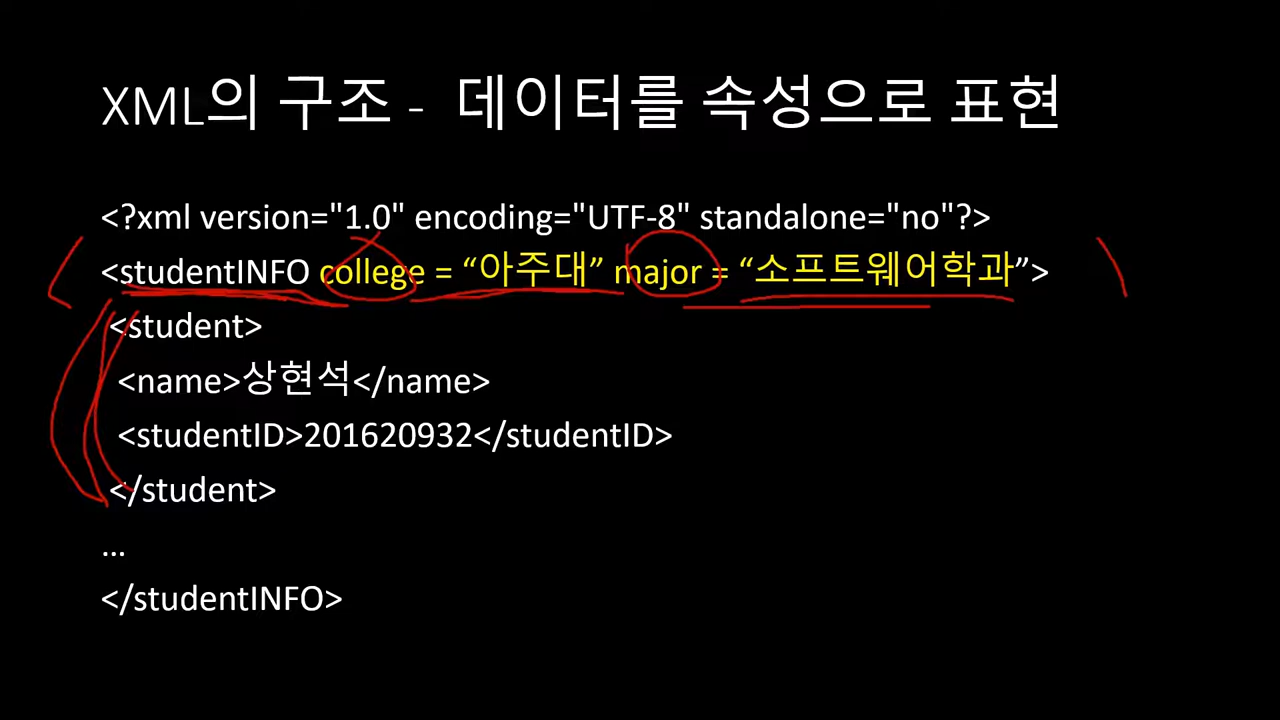 XML의 구조 - 데이터를 속성으로 표현
<?xml version="1.0" encoding="UTF-8" standalone="no"?>
<studentINFO college = “아주대” major = “소프트웨어학과”>
<student>
<name>상현석</name>
<studentID>201620932</studentID>
</student>
...
</studentINFO>